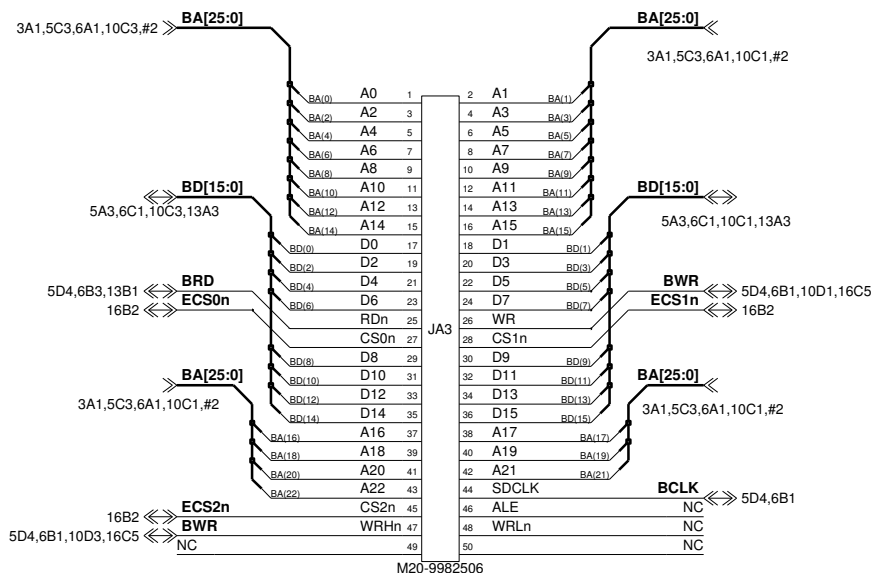 BA[25:0] BA[25:0]
3A1,5C3,6A1,10C3,#2 3A1,5C3,6A1,10C1,#2
BA(0) A0 1 2 A1 BA(1)
BA(2) A2 3 4 A3 BA(3)
BA(4) A4 5 6 A5 BA(5)
BA(6) A6 7 8 A7 BA(7)
BA(8) A8 9 10 A9 BA(9)
BA(10) A10 11 12 A11 BA(11)
BD[15:0] BD[15:0]
BA(12) A12 13 14 A13 BA(13)
5A3,6C1,10C3,13A3 5A3,6C1,10C1,13A3
BA(14) A14 15 16 A15 BA(15)
BD(0) D0 17 18 D1 BD(1)
BD(2) D2 19 20 D3 BD(3)
BRD BWR
BD(4) D4 21 22 D5 BD(5)
5D4,6B3,13B1 5D4,6B1,10D1,16C5
ECS0n ECS1n
BD(6) D6 23 24 D7 BD(7)
16B2 16B2
RDn 25 26 WR
JA3
CS0n 27 28 CS1n
BD(8) D8 29 30 D9 BD(9)
BD(10) D10 31 32 D11 BD(11)
BA[25:0] BA[25:0]
BD(12) D12 33 34 D13 BD(13)
3A1,5C3,6A1,10C1,#2 3A1,5C3,6A1,10C1,#2
BD(14) D14 35 36 D15 BD(15)
BA(16) A16 37 38 A17 BA(17)
BA(18) A18 39 40 A19 BA(19)
BA(20) A20 41 42 A21 BA(21)
BA(22) A22 43 44 SDCLK BCLK
5D4,6B1
ECS2n CS2n 45 46 ALE NC
16B2
BWR WRHn 47 48 WRLn NC
5D4,6B1,10D3,16C5
NC 49 50 NC
M20-9982506